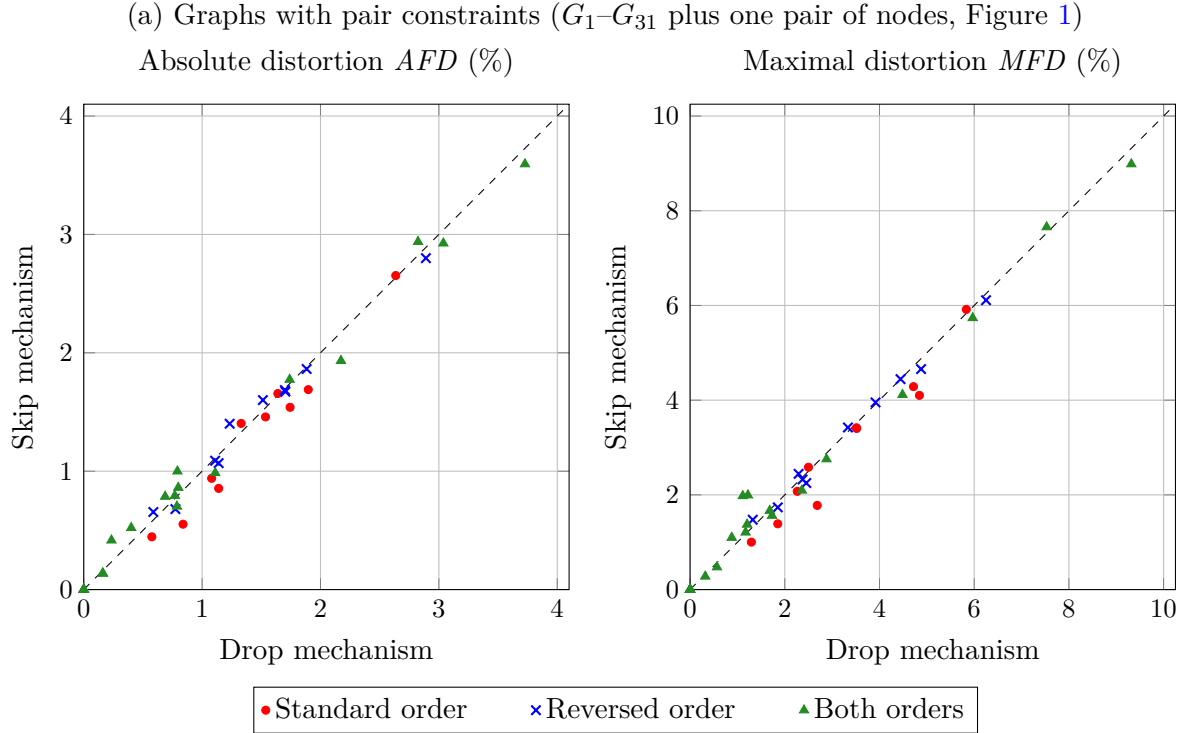 (a) Graphs with pair constraints (G₁–G₃₁ plus one pair of nodes, Figure 1)
Absolute distortion AFD (%)
4
3
2
1
0
0 1 2 3 4
Skip mechanism
Drop mechanism
Maximal distortion MFD (%)
10
8
6
4
2
0
0 2 4 6 8 10
Skip mechanism
Drop mechanism
Standard order Reversed order Both orders